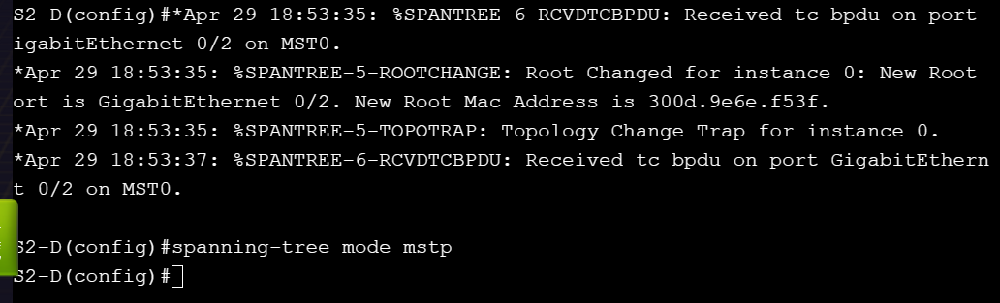 S2-D(config)#*Apr 29 18:53:35: %SPANTREE-6-RCVDTCBPDU: Received tc bpdu on port
igabitEthernet 0/2 on MST0.
*Apr 29 18:53:35: %SPANTREE-5-ROOTCHANGE: Root Changed for instance 0: New Root
ort is GigabitEthernet 0/2. New Root Mac Address is 300d.9e6e.f53f.
*Apr 29 18:53:35: %SPANTREE-5-TOPOTRAP: Topology Change Trap for instance 0.
*Apr 29 18:53:37: %SPANTREE-6-RCVDTCBPDU: Received tc bpdu on port GigabitEthern
t 0/2 on MST0.
S2-D(config)#spanning-tree mode mstp
S2-D(config)#